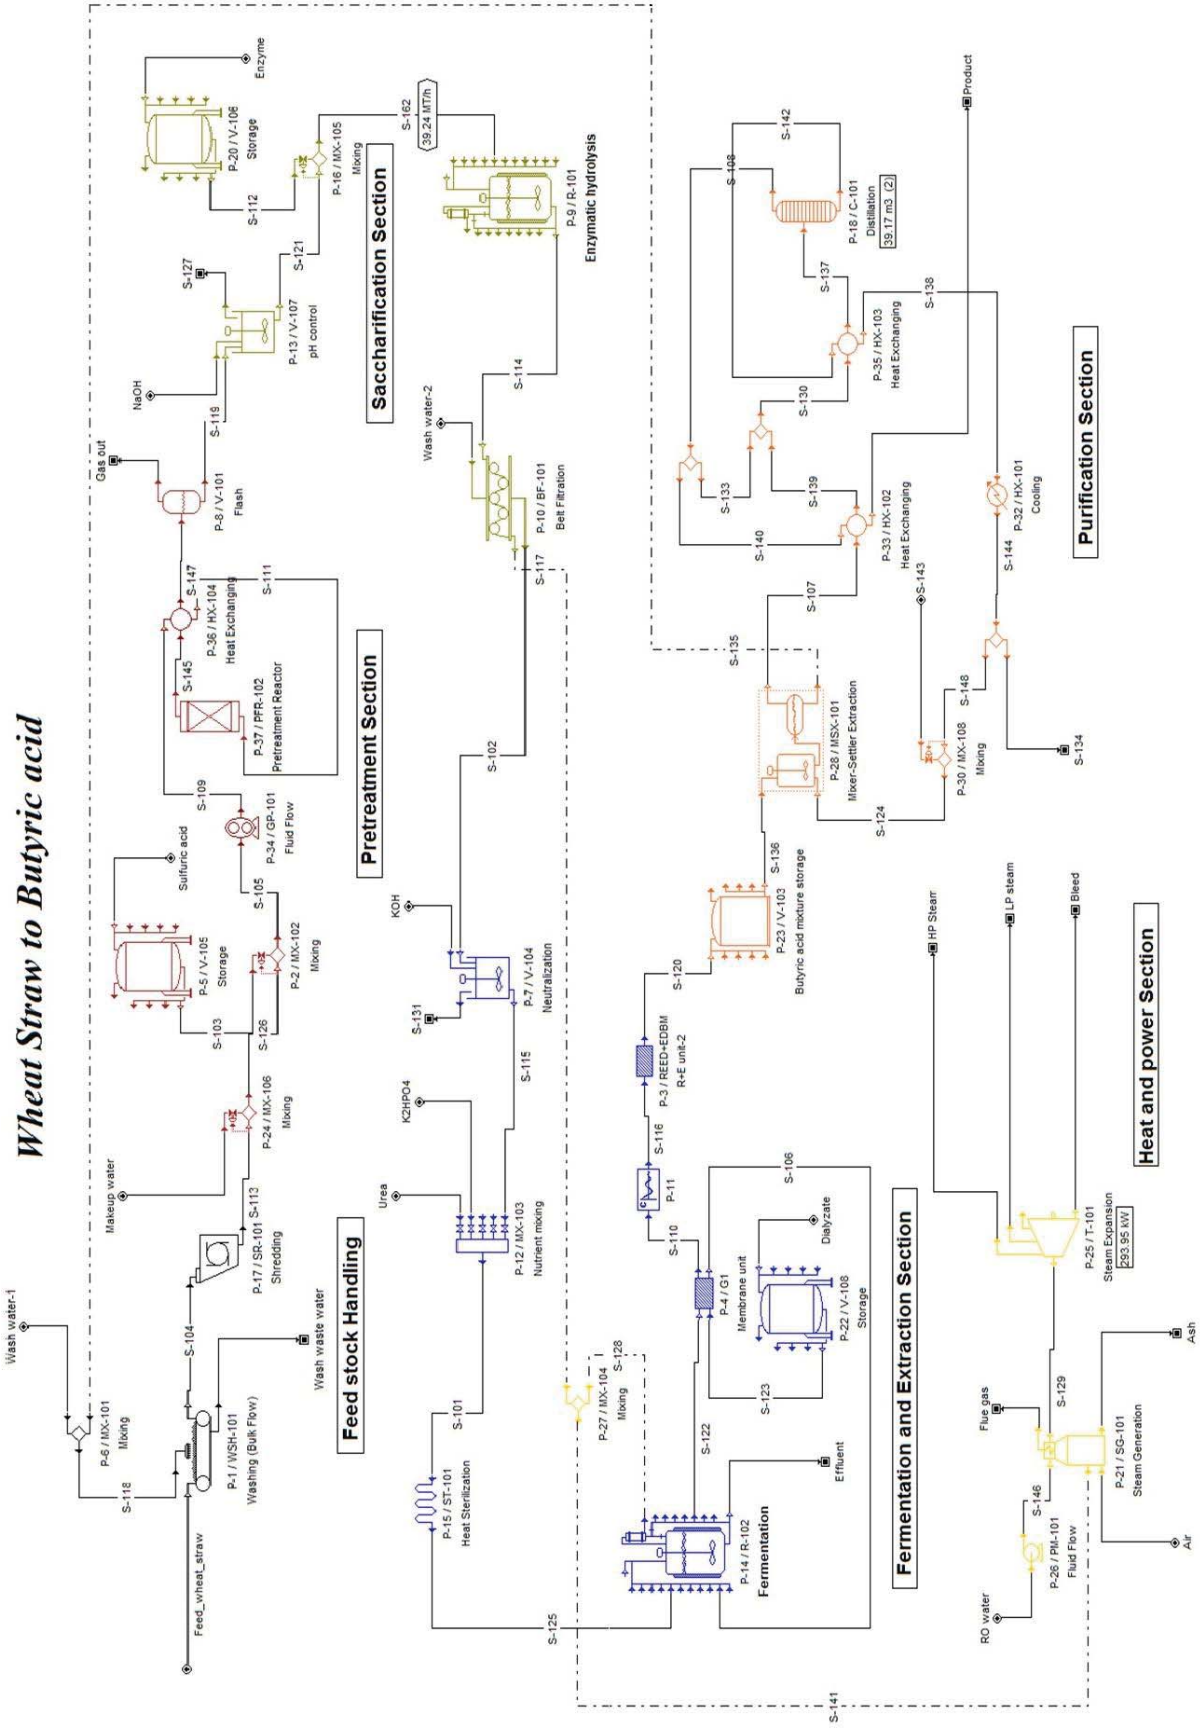 Wheat Straw to Butyric acid
Wash water-1
P-6 / MX-101
Mixing
S-118
Feed_wheat_straw
P-1 / WSH-101
Washing (Bulk Flow)
S-104
Wash waste water
P-17 / SR-101
Shredding
S-113
Makeup water
P-24 / MX-106
Mixing
Feed stock Handling
Sulfuric acid
P-5 / V-105
Storage
S-103
S-126
P-2 / MX-102
Mixing
S-105
P-34 / GP-101
Fluid Flow
S-109
P-37 / PFR-102
Pretreatment Reactor
S-145
P-36 / HX-104
Heat Exchanging
S-147
S-111
Pretreatment Section
Gas out
P-8 / V-101
Flash
S-119
NaOH
P-13 / V-107
pH control
S-127
S-121
Enzyme
P-20 / V-106
Storage
S-112
P-16 / MX-105
Mixing
S-162
39.24 MT/h
Saccharification Section
P-9 / R-101
Enzymatic hydrolysis
S-114
Wash water-2
P-10 / BF-101
Belt Filtration
S-117
S-102
KOH
P-7 / V-104
Neutralization
S-131
S-115
K2HPO4
Urea
P-12 / MX-103
Nutrient mixing
S-101
P-15 / ST-101
Heat Sterilization
S-125
P-27 / MX-104
Mixing
S-128
P-14 / R-102
Fermentation
Effluent
S-122
S-123
P-4 / G1
Membrane unit
P-22 / V-108
Storage
Dialyzate
S-106
S-110
P-11
S-116
P-3 / REED+EDBM
R+E unit-2
S-120
Fermentation and Extraction Section
P-23 / V-103
Butyric acid mixture storage
S-136
P-28 / MSX-101
Mixer-Settler Extraction
S-135
S-124
P-30 / MX-108
Mixing
S-143
S-148
S-134
S-144
P-32 / HX-101
Cooling
S-107
P-33 / HX-102
Heat Exchanging
S-140
S-139
S-133
S-130
P-35 / HX-103
Heat Exchanging
S-138
S-137
P-18 / C-101
Distillation
39.17 m3 (2)
S-108
S-142
Product
Purification Section
S-141
RO water
P-26 / PM-101
Fluid Flow
S-146
Air
Flue gas
P-21 / SG-101
Steam Generation
Ash
S-129
P-25 / T-101
Steam Expansion
293.95 kW
HP Steam
LP steam
Bleed
Heat and power Section